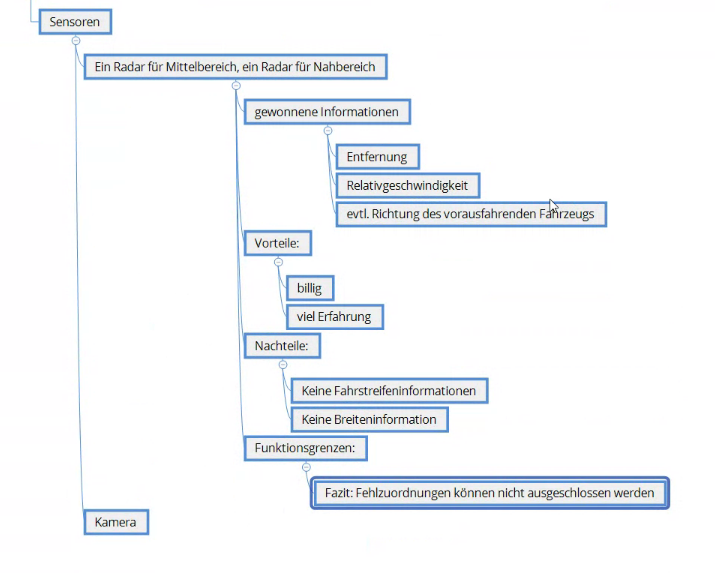 Sensoren
Ein Radar für Mittelbereich, ein Radar für Nahbereich
gewonnene Informationen
Entfernung
Relativgeschwindigkeit
evtl. Richtung des vorausfahrenden Fahrzeugs
Vorteile:
billig
viel Erfahrung
Nachteile:
Keine Fahrstreifeninformationen
Keine Breiteninformation
Funktionsgrenzen:
Fazit: Fehlzuordnungen können nicht ausgeschlossen werden
Kamera